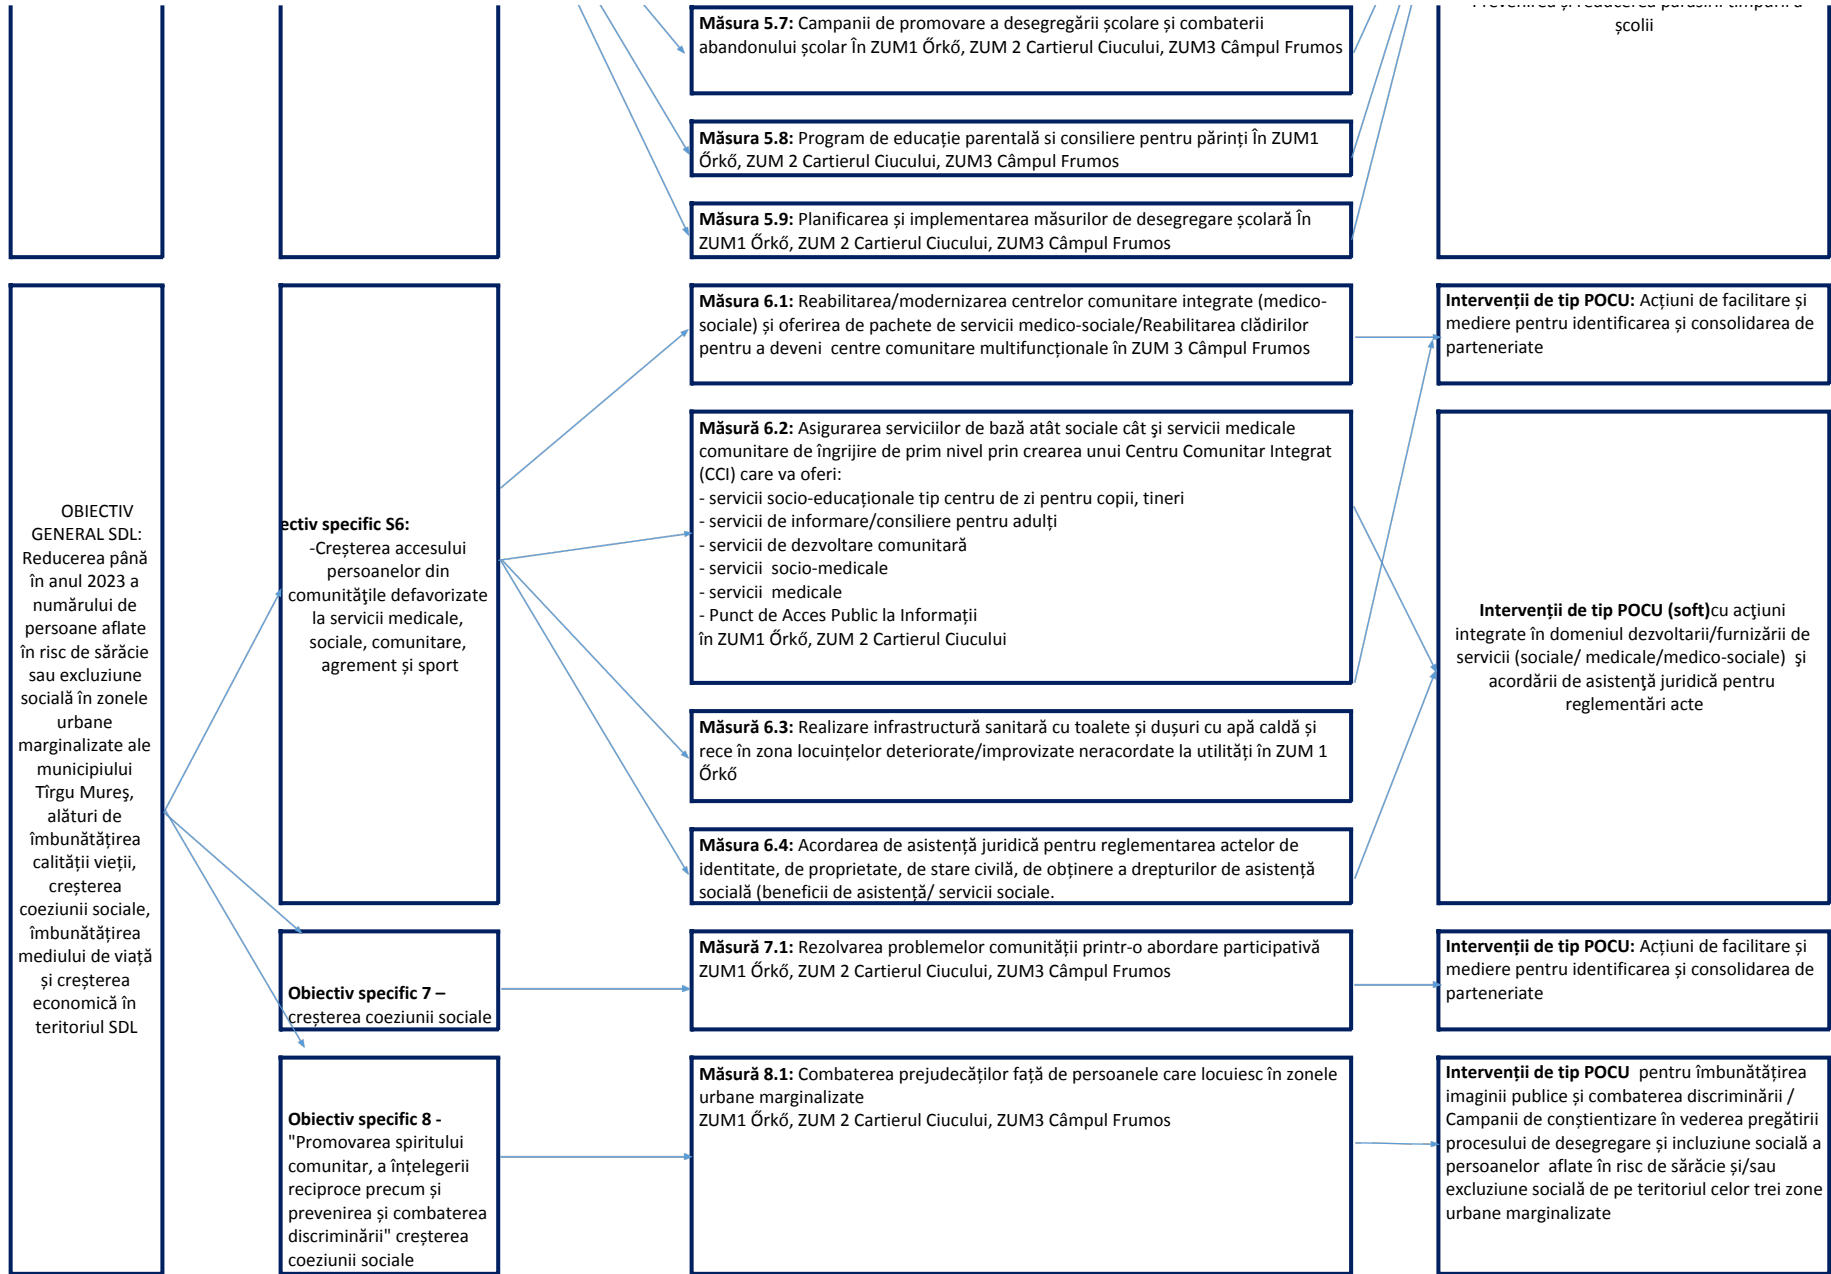 Măsura 5.7: Campanii de promovare a desegregării școlare și combaterii
abandonului școlar În ZUM1 Őrkő, ZUM 2 Cartierul Ciucului, ZUM3 Câmpul Frumos
Prevenirea și reducerea părăsirii timpurii a
școlii
Măsura 5.8: Program de educație parentală si consiliere pentru părinți În ZUM1
Őrkő, ZUM 2 Cartierul Ciucului, ZUM3 Câmpul Frumos
Măsura 5.9: Planificarea și implementarea măsurilor de desegregare școlară În
ZUM1 Őrkő, ZUM 2 Cartierul Ciucului, ZUM3 Câmpul Frumos
OBIECTIV
GENERAL SDL:
Reducerea până
în anul 2023 a
numărului de
persoane aflate
în risc de sărăcie
sau excluziune
socială în zonele
urbane
marginalizate ale
municipiului
Tîrgu Mureş,
alături de
îmbunătățirea
calității vieții,
creșterea
coeziunii sociale,
îmbunătățirea
mediului de viață
și creșterea
economică în
teritoriul SDL
ectiv specific S6:
-Creșterea accesului
persoanelor din
comunităţile defavorizate
la servicii medicale,
sociale, comunitare,
agrement și sport
Măsura 6.1: Reabilitarea/modernizarea centrelor comunitare integrate (medico-
sociale) și oferirea de pachete de servicii medico-sociale/Reabilitarea clădirilor
pentru a deveni centre comunitare multifuncționale în ZUM 3 Câmpul Frumos
Intervenții de tip POCU: Acțiuni de facilitare și
mediere pentru identificarea și consolidarea de
parteneriate
Măsură 6.2: Asigurarea serviciilor de bază atât sociale cât şi servicii medicale
comunitare de îngrijire de prim nivel prin crearea unui Centru Comunitar Integrat
(CCI) care va oferi:
- servicii socio-educaționale tip centru de zi pentru copii, tineri
- servicii de informare/consiliere pentru adulți
- servicii de dezvoltare comunitară
- servicii socio-medicale
- servicii medicale
- Punct de Acces Public la Informații
în ZUM1 Őrkő, ZUM 2 Cartierul Ciucului
Intervenții de tip POCU (soft)cu acţiuni
integrate în domeniul dezvoltarii/furnizării de
servicii (sociale/ medicale/medico-sociale) şi
acordării de asistenţă juridică pentru
reglementări acte
Măsură 6.3: Realizare infrastructură sanitară cu toalete și dușuri cu apă caldă și
rece în zona locuințelor deteriorate/improvizate neracordate la utilități în ZUM 1
Őrkő
Măsura 6.4: Acordarea de asistență juridică pentru reglementarea actelor de
identitate, de proprietate, de stare civilă, de obținere a drepturilor de asistență
socială (beneficii de asistență/ servicii sociale.
Obiectiv specific 7 –
creșterea coeziunii sociale
Măsură 7.1: Rezolvarea problemelor comunității printr-o abordare participativă
ZUM1 Őrkő, ZUM 2 Cartierul Ciucului, ZUM3 Câmpul Frumos
Intervenții de tip POCU: Acțiuni de facilitare și
mediere pentru identificarea și consolidarea de
parteneriate
Obiectiv specific 8 -
"Promovarea spiritului
comunitar, a înțelegerii
reciproce precum și
prevenirea și combaterea
discriminării" creșterea
coeziunii sociale
Măsură 8.1: Combaterea prejudecăților față de persoanele care locuiesc în zonele
urbane marginalizate
ZUM1 Őrkő, ZUM 2 Cartierul Ciucului, ZUM3 Câmpul Frumos
Intervenții de tip POCU pentru îmbunătățirea
imaginii publice și combaterea discriminării /
Campanii de conștientizare în vederea pregătirii
procesului de desegregare și incluziune socială a
persoanelor aflate în risc de sărăcie și/sau
excluziune socială de pe teritoriul celor trei zone
urbane marginalizate